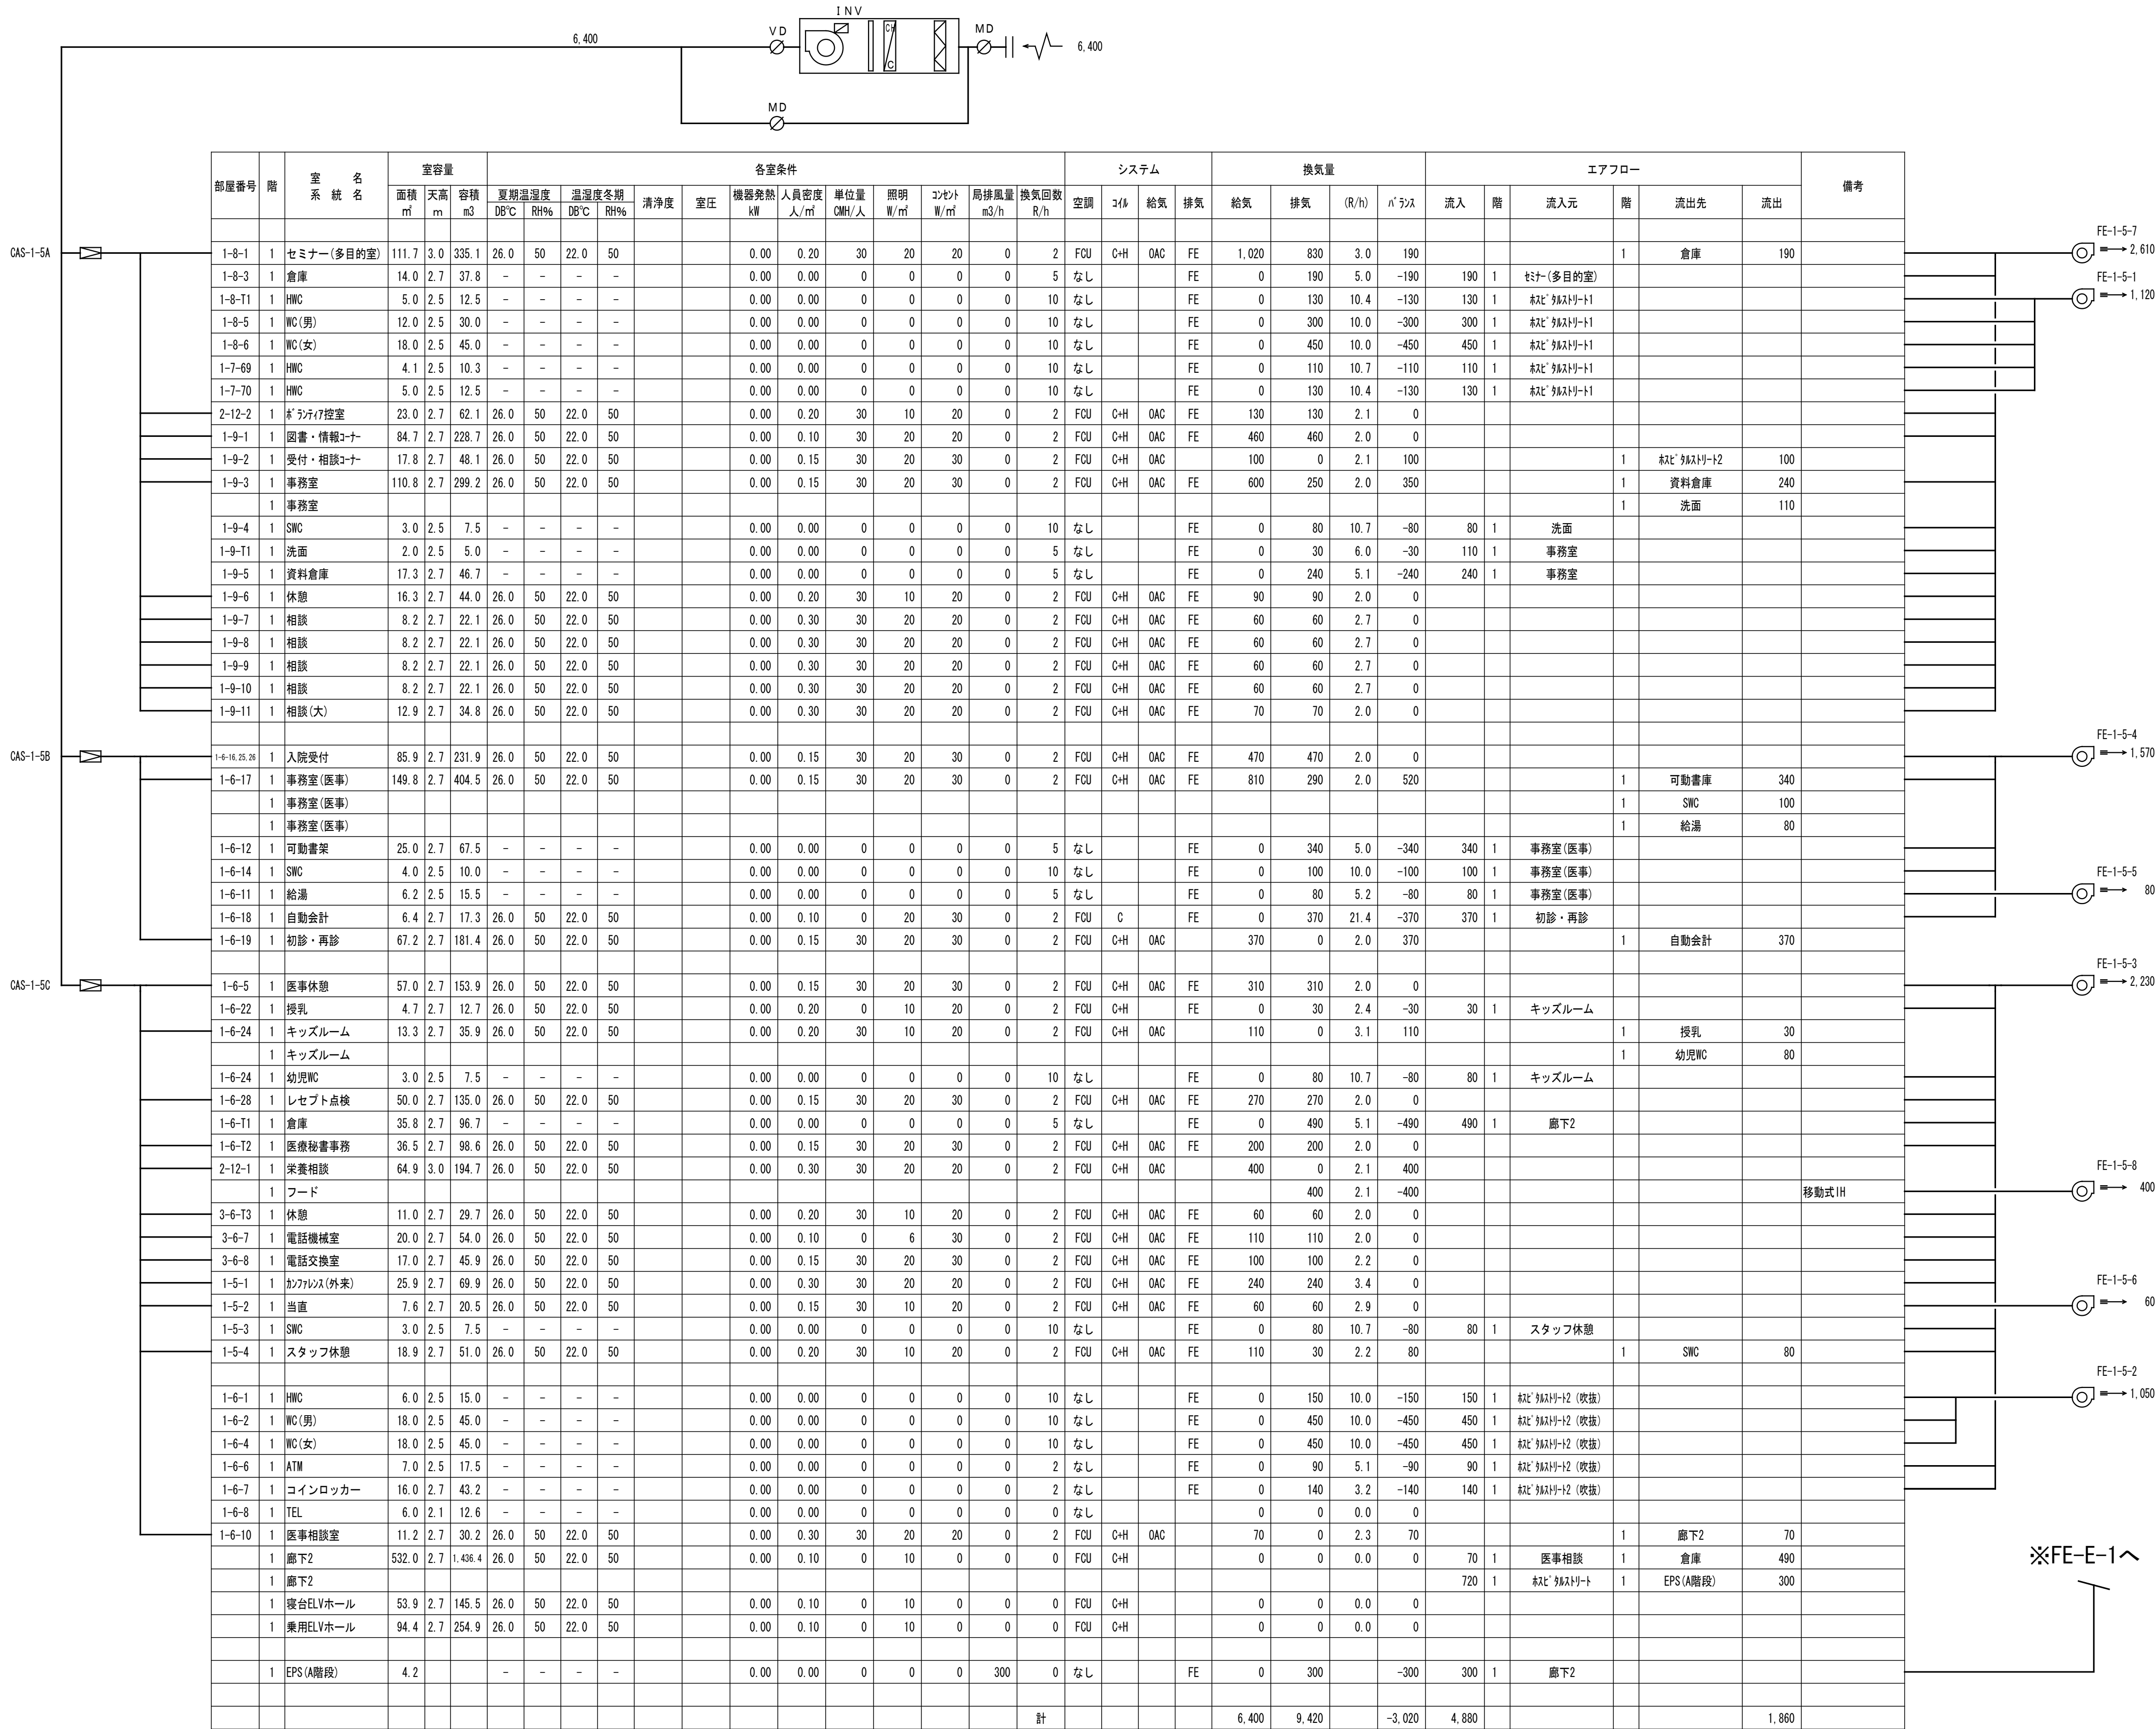 INV
VD
MD
CH
C
6,400
6,400
MD
部屋番号 階 室名 系統名 室容量 各室条件 システム 換気量 エアフロー 備考
面積 ㎡ 天高 m 容積 m3 夏期温湿度 DB℃ RH% 温湿度冬期 DB℃ RH% 清浄度 室圧 機器発熱 kW 人員密度 人/㎡ 単位量 CMH/人 照明 W/㎡ コンセント W/㎡ 局排風量 m3/h 換気回数 R/h 空調 コイル 給気 排気 給気 排気 (R/h) バランス 流入 階 流入元 階 流出先 流出
CAS-1-5A
1-8-1 1 セミナー(多目的室) 111.7 3.0 335.1 26.0 50 22.0 50 0.00 0.20 30 20 20 0 2 FCU C+H OAC FE 1,020 830 3.0 190 1 倉庫 190
FE-1-5-7
2,610
1-8-3 1 倉庫 14.0 2.7 37.8 - - - - 0.00 0.00 0 0 0 0 5 なし FE 0 190 5.0 -190 190 1 セミナー(多目的室)
FE-1-5-1
1-8-T1 1 HWC 5.0 2.5 12.5 - - - - 0.00 0.00 0 0 0 0 10 なし FE 0 130 10.4 -130 130 1 ホスピタルストリート1
1,120
1-8-5 1 WC(男) 12.0 2.5 30.0 - - - - 0.00 0.00 0 0 0 0 10 なし FE 0 300 10.0 -300 300 1 ホスピタルストリート1
1-8-6 1 WC(女) 18.0 2.5 45.0 - - - - 0.00 0.00 0 0 0 0 10 なし FE 0 450 10.0 -450 450 1 ホスピタルストリート1
1-7-69 1 HWC 4.1 2.5 10.3 - - - - 0.00 0.00 0 0 0 0 10 なし FE 0 110 10.7 -110 110 1 ホスピタルストリート1
1-7-70 1 HWC 5.0 2.5 12.5 - - - - 0.00 0.00 0 0 0 0 10 なし FE 0 130 10.4 -130 130 1 ホスピタルストリート1
2-12-2 1 ボランティア控室 23.0 2.7 62.1 26.0 50 22.0 50 0.00 0.20 30 10 20 0 2 FCU C+H OAC FE 130 130 2.1 0
1-9-1 1 図書・情報コーナー 84.7 2.7 228.7 26.0 50 22.0 50 0.00 0.10 30 20 20 0 2 FCU C+H OAC FE 460 460 2.0 0
1-9-2 1 受付・相談コーナー 17.8 2.7 48.1 26.0 50 22.0 50 0.00 0.15 30 20 30 0 2 FCU C+H OAC 100 0 2.1 100 1 ホスピタルストリート2 100
1-9-3 1 事務室 110.8 2.7 299.2 26.0 50 22.0 50 0.00 0.15 30 20 30 0 2 FCU C+H OAC FE 600 250 2.0 350 1 資料倉庫 240
1 事務室 1 洗面 110
1-9-4 1 SWC 3.0 2.5 7.5 - - - - 0.00 0.00 0 0 0 0 10 なし FE 0 80 10.7 -80 80 1 洗面
1-9-T1 1 洗面 2.0 2.5 5.0 - - - - 0.00 0.00 0 0 0 0 5 なし FE 0 30 6.0 -30 110 1 事務室
1-9-5 1 資料倉庫 17.3 2.7 46.7 - - - - 0.00 0.00 0 0 0 0 5 なし FE 0 240 5.1 -240 240 1 事務室
1-9-6 1 休憩 16.3 2.7 44.0 26.0 50 22.0 50 0.00 0.20 30 10 20 0 2 FCU C+H OAC FE 90 90 2.0 0
1-9-7 1 相談 8.2 2.7 22.1 26.0 50 22.0 50 0.00 0.30 30 20 20 0 2 FCU C+H OAC FE 60 60 2.7 0
1-9-8 1 相談 8.2 2.7 22.1 26.0 50 22.0 50 0.00 0.30 30 20 20 0 2 FCU C+H OAC FE 60 60 2.7 0
1-9-9 1 相談 8.2 2.7 22.1 26.0 50 22.0 50 0.00 0.30 30 20 20 0 2 FCU C+H OAC FE 60 60 2.7 0
1-9-10 1 相談 8.2 2.7 22.1 26.0 50 22.0 50 0.00 0.30 30 20 20 0 2 FCU C+H OAC FE 60 60 2.7 0
1-9-11 1 相談(大) 12.9 2.7 34.8 26.0 50 22.0 50 0.00 0.30 30 20 20 0 2 FCU C+H OAC FE 70 70 2.0 0
FE-1-5-4
CAS-1-5B
1-6-16,25,26 1 入院受付 85.9 2.7 231.9 26.0 50 22.0 50 0.00 0.15 30 20 30 0 2 FCU C+H OAC FE 470 470 2.0 0
1,570
1-6-17 1 事務室(医事) 149.8 2.7 404.5 26.0 50 22.0 50 0.00 0.15 30 20 30 0 2 FCU C+H OAC FE 810 290 2.0 520 1 可動書庫 340
1 事務室(医事) 1 SWC 100
1 事務室(医事) 1 給湯 80
1-6-12 1 可動書架 25.0 2.7 67.5 - - - - 0.00 0.00 0 0 0 0 5 なし FE 0 340 5.0 -340 340 1 事務室(医事)
1-6-14 1 SWC 4.0 2.5 10.0 - - - - 0.00 0.00 0 0 0 0 10 なし FE 0 100 10.0 -100 100 1 事務室(医事)
FE-1-5-5
1-6-11 1 給湯 6.2 2.5 15.5 - - - - 0.00 0.00 0 0 0 0 5 なし FE 0 80 5.2 -80 80 1 事務室(医事)
80
1-6-18 1 自動会計 6.4 2.7 17.3 26.0 50 22.0 50 0.00 0.10 0 20 30 0 2 FCU C FE 0 370 21.4 -370 370 1 初診・再診
1-6-19 1 初診・再診 67.2 2.7 181.4 26.0 50 22.0 50 0.00 0.15 30 20 30 0 2 FCU C+H OAC 370 0 2.0 370 1 自動会計 370
FE-1-5-3
CAS-1-5C
1-6-5 1 医事休憩 57.0 2.7 153.9 26.0 50 22.0 50 0.00 0.15 30 20 30 0 2 FCU C+H OAC FE 310 310 2.0 0
2,230
1-6-22 1 授乳 4.7 2.7 12.7 26.0 50 22.0 50 0.00 0.20 0 10 20 0 2 FCU C+H FE 0 30 2.4 -30 30 1 キッズルーム
1-6-24 1 キッズルーム 13.3 2.7 35.9 26.0 50 22.0 50 0.00 0.20 30 10 20 0 2 FCU C+H OAC 110 0 3.1 110 1 授乳 30
1 キッズルーム 1 幼児WC 80
1-6-24 1 幼児WC 3.0 2.5 7.5 - - - - 0.00 0.00 0 0 0 0 10 なし FE 0 80 10.7 -80 80 1 キッズルーム
1-6-28 1 レセプト点検 50.0 2.7 135.0 26.0 50 22.0 50 0.00 0.15 30 20 30 0 2 FCU C+H OAC FE 270 270 2.0 0
1-6-T1 1 倉庫 35.8 2.7 96.7 - - - - 0.00 0.00 0 0 0 0 5 なし FE 0 490 5.1 -490 490 1 廊下2
1-6-T2 1 医療秘書事務 36.5 2.7 98.6 26.0 50 22.0 50 0.00 0.15 30 20 30 0 2 FCU C+H OAC FE 200 200 2.0 0
2-12-1 1 栄養相談 64.9 3.0 194.7 26.0 50 22.0 50 0.00 0.30 30 20 20 0 2 FCU C+H OAC 400 0 2.1 400
FE-1-5-8
1 フード 400 2.1 -400 移動式IH
400
3-6-T3 1 休憩 11.0 2.7 29.7 26.0 50 22.0 50 0.00 0.20 30 10 20 0 2 FCU C+H OAC FE 60 60 2.0 0
3-6-7 1 電話機械室 20.0 2.7 54.0 26.0 50 22.0 50 0.00 0.10 0 6 30 0 2 FCU C+H OAC FE 110 110 2.0 0
3-6-8 1 電話交換室 17.0 2.7 45.9 26.0 50 22.0 50 0.00 0.15 30 20 30 0 2 FCU C+H OAC FE 100 100 2.2 0
1-5-1 1 カンファレンス(外来) 25.9 2.7 69.9 26.0 50 22.0 50 0.00 0.30 30 20 20 0 2 FCU C+H OAC FE 240 240 3.4 0
FE-1-5-6
1-5-2 1 当直 7.6 2.7 20.5 26.0 50 22.0 50 0.00 0.15 30 10 20 0 2 FCU C+H OAC FE 60 60 2.9 0
60
1-5-3 1 SWC 3.0 2.5 7.5 - - - - 0.00 0.00 0 0 0 0 10 なし FE 0 80 10.7 -80 80 1 スタッフ休憩
1-5-4 1 スタッフ休憩 18.9 2.7 51.0 26.0 50 22.0 50 0.00 0.20 30 10 20 0 2 FCU C+H OAC FE 110 30 2.2 80 1 SWC 80
FE-1-5-2
1-6-1 1 HWC 6.0 2.5 15.0 - - - - 0.00 0.00 0 0 0 0 10 なし FE 0 150 10.0 -150 150 1 ホスピタルストリート2 (吹抜)
1,050
1-6-2 1 WC(男) 18.0 2.5 45.0 - - - - 0.00 0.00 0 0 0 0 10 なし FE 0 450 10.0 -450 450 1 ホスピタルストリート2 (吹抜)
1-6-4 1 WC(女) 18.0 2.5 45.0 - - - - 0.00 0.00 0 0 0 0 10 なし FE 0 450 10.0 -450 450 1 ホスピタルストリート2 (吹抜)
1-6-6 1 ATM 7.0 2.5 17.5 - - - - 0.00 0.00 0 0 0 0 2 なし FE 0 90 5.1 -90 90 1 ホスピタルストリート2 (吹抜)
1-6-7 1 コインロッカー 16.0 2.7 43.2 - - - - 0.00 0.00 0 0 0 0 2 なし FE 0 140 3.2 -140 140 1 ホスピタルストリート2 (吹抜)
1-6-8 1 TEL 6.0 2.1 12.6 - - - - 0.00 0.00 0 0 0 0 0 なし 0 0 0.0 0
1-6-10 1 医事相談室 11.2 2.7 30.2 26.0 50 22.0 50 0.00 0.30 30 20 20 0 2 FCU C+H OAC 70 0 2.3 70 1 廊下2 70
1 廊下2 532.0 2.7 1,436.4 26.0 50 22.0 50 0.00 0.10 0 10 0 0 0 FCU C+H 0 0 0.0 0 70 1 医事相談 1 倉庫 490
※FE-E-1へ
1 廊下2 720 1 ホスピタルストリート 1 EPS(A階段) 300
1 寝台ELVホール 53.9 2.7 145.5 26.0 50 22.0 50 0.00 0.10 0 10 0 0 0 FCU C+H 0 0 0.0 0
1 乗用ELVホール 94.4 2.7 254.9 26.0 50 22.0 50 0.00 0.10 0 10 0 0 0 FCU C+H 0 0 0.0 0
1 EPS(A階段) 4.2 - - - - 0.00 0.00 0 0 0 300 0 なし FE 0 300 -300 300 1 廊下2
計 6,400 9,420 -3,020 4,880 1,860